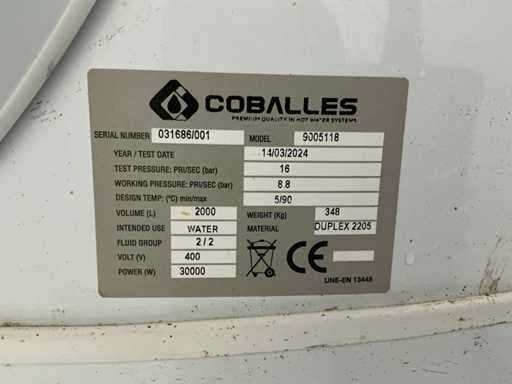 COBALLES
PREMIUM QUALITY IN HOT WATER SYSTEMS
SERIAL NUMBER 031686/001 MODEL 9005118
YEAR / TEST DATE 14/03/2024
TEST PRESSURE: PRI/SEC (bar) 16
WORKING PRESSURE: PRI/SEC (bar) 8 8
DESIGN TEMP: (°C) min/max 5/90
VOLUME (L) 2000 WEIGHT (Kg) 348
INTENDED USE WATER MATERIAL DUPLEX 2205
FLUID GROUP 2 / 2
VOLT (V) 400
POWER (W) 30000
CE
UNE-EN 13445